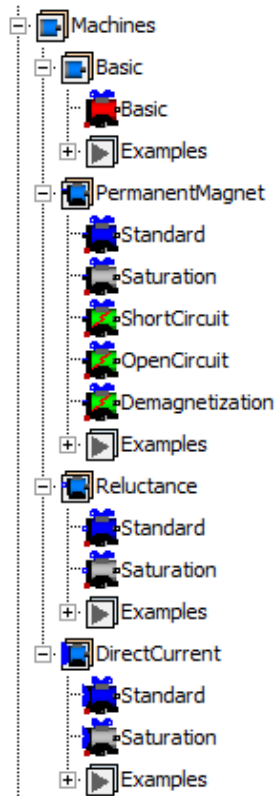 Machines
Basic
Basic
Examples
PermanentMagnet
Standard
Saturation
ShortCircuit
OpenCircuit
Demagnetization
Examples
Reluctance
Standard
Saturation
Examples
DirectCurrent
Standard
Saturation
Examples